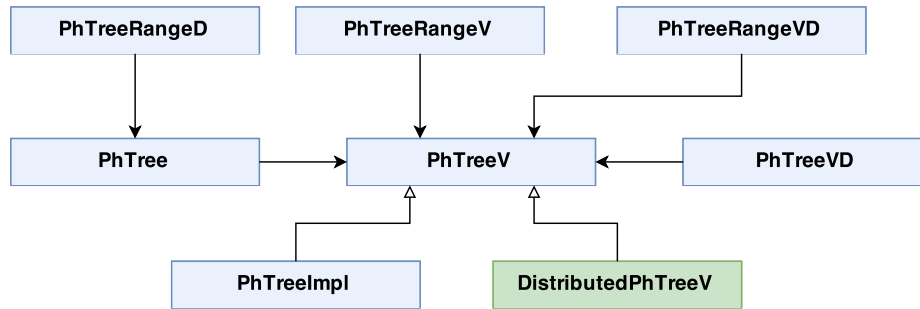 PhTreeRangeD
PhTreeRangeV
PhTreeRangeVD
PhTree
PhTreeV
PhTreeVD
PhTreeImpl
DistributedPhTreeV